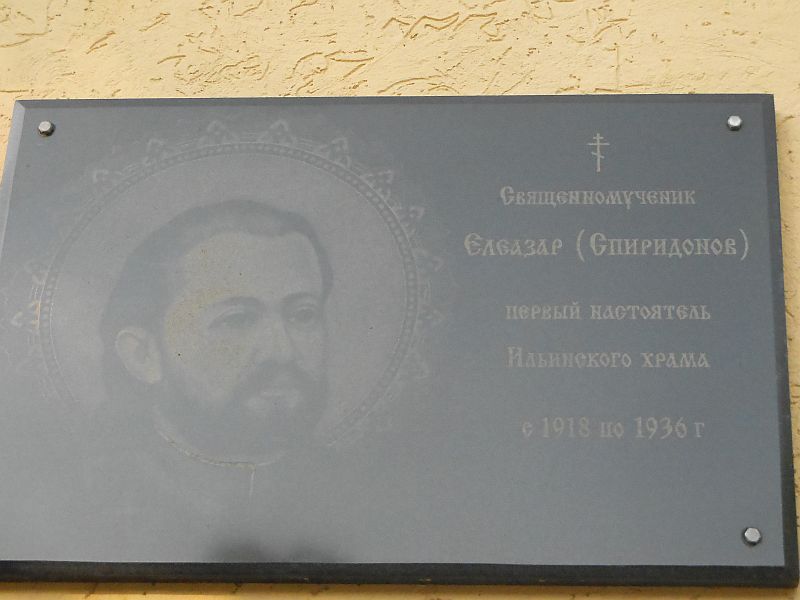 Священномученик
Елеазар (Спиридонов)
первый настоятель
Ильинского храма
с 1918 по 1936 г